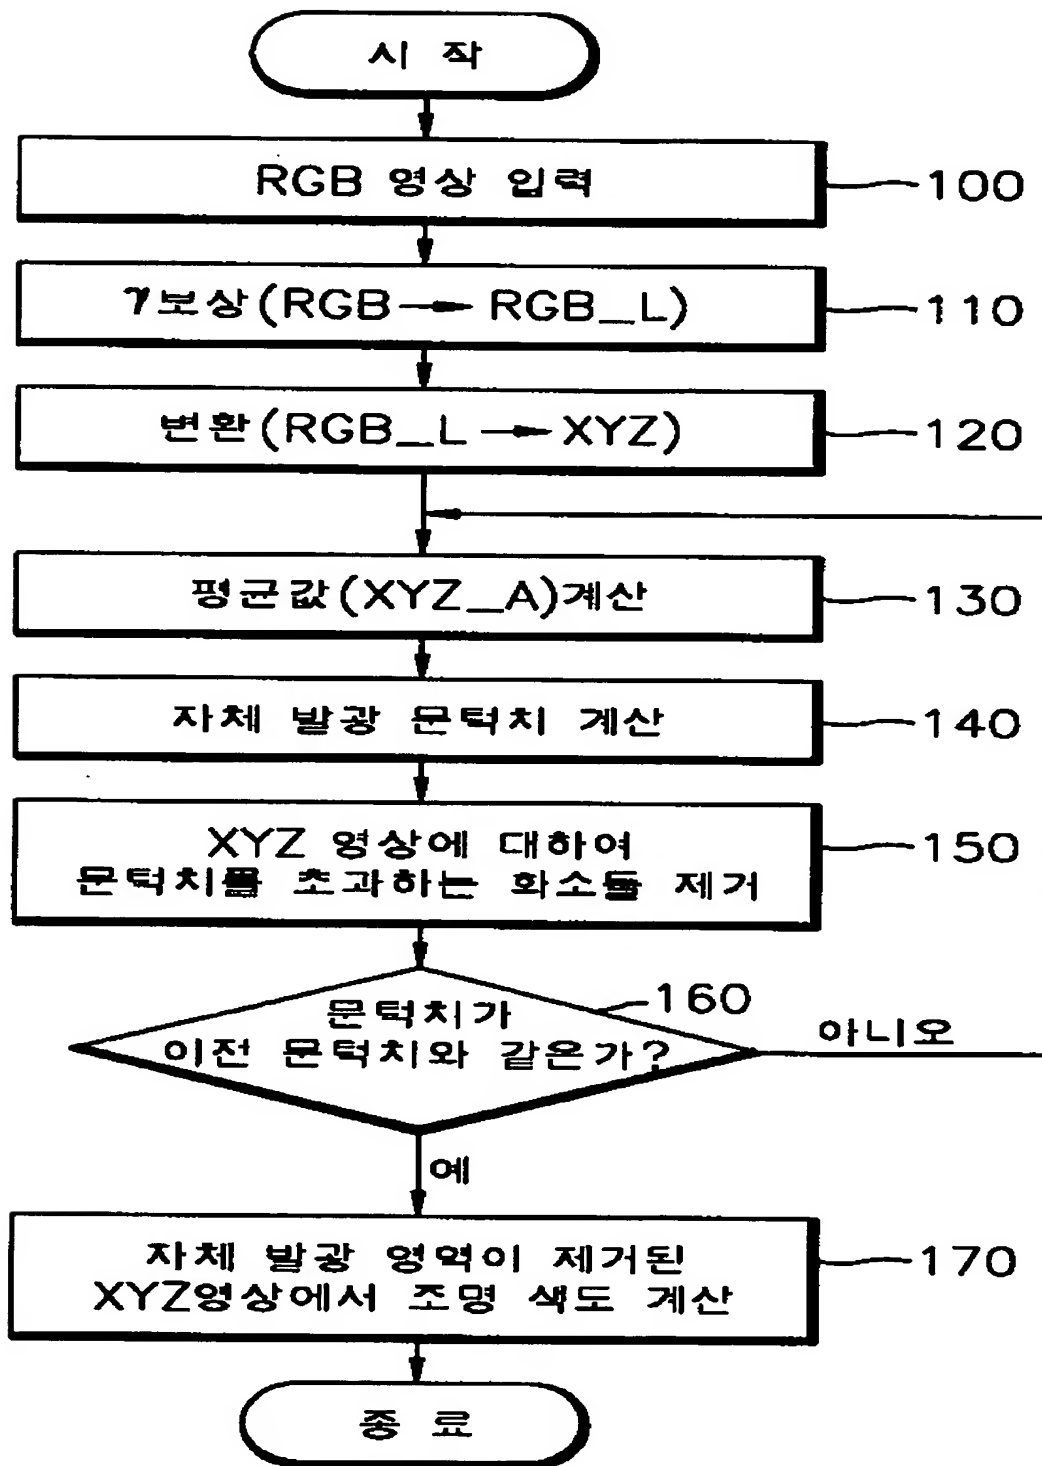 시 작
RGB 영상 입력
100
γ보상(RGB → RGB_L)
110
변환(RGB_L → XYZ)
120
평균값(XYZ_A)계산
130
자체 발광 문턱치 계산
140
XYZ 영상에 대하여
문턱치를 초과하는 화소들 제거
150
160
문턱치가
이전 문턱치와 같은가?
아니오
예
자체 발광 영역이 제거된
XYZ영상에서 조명 색도 계산
170
종 료